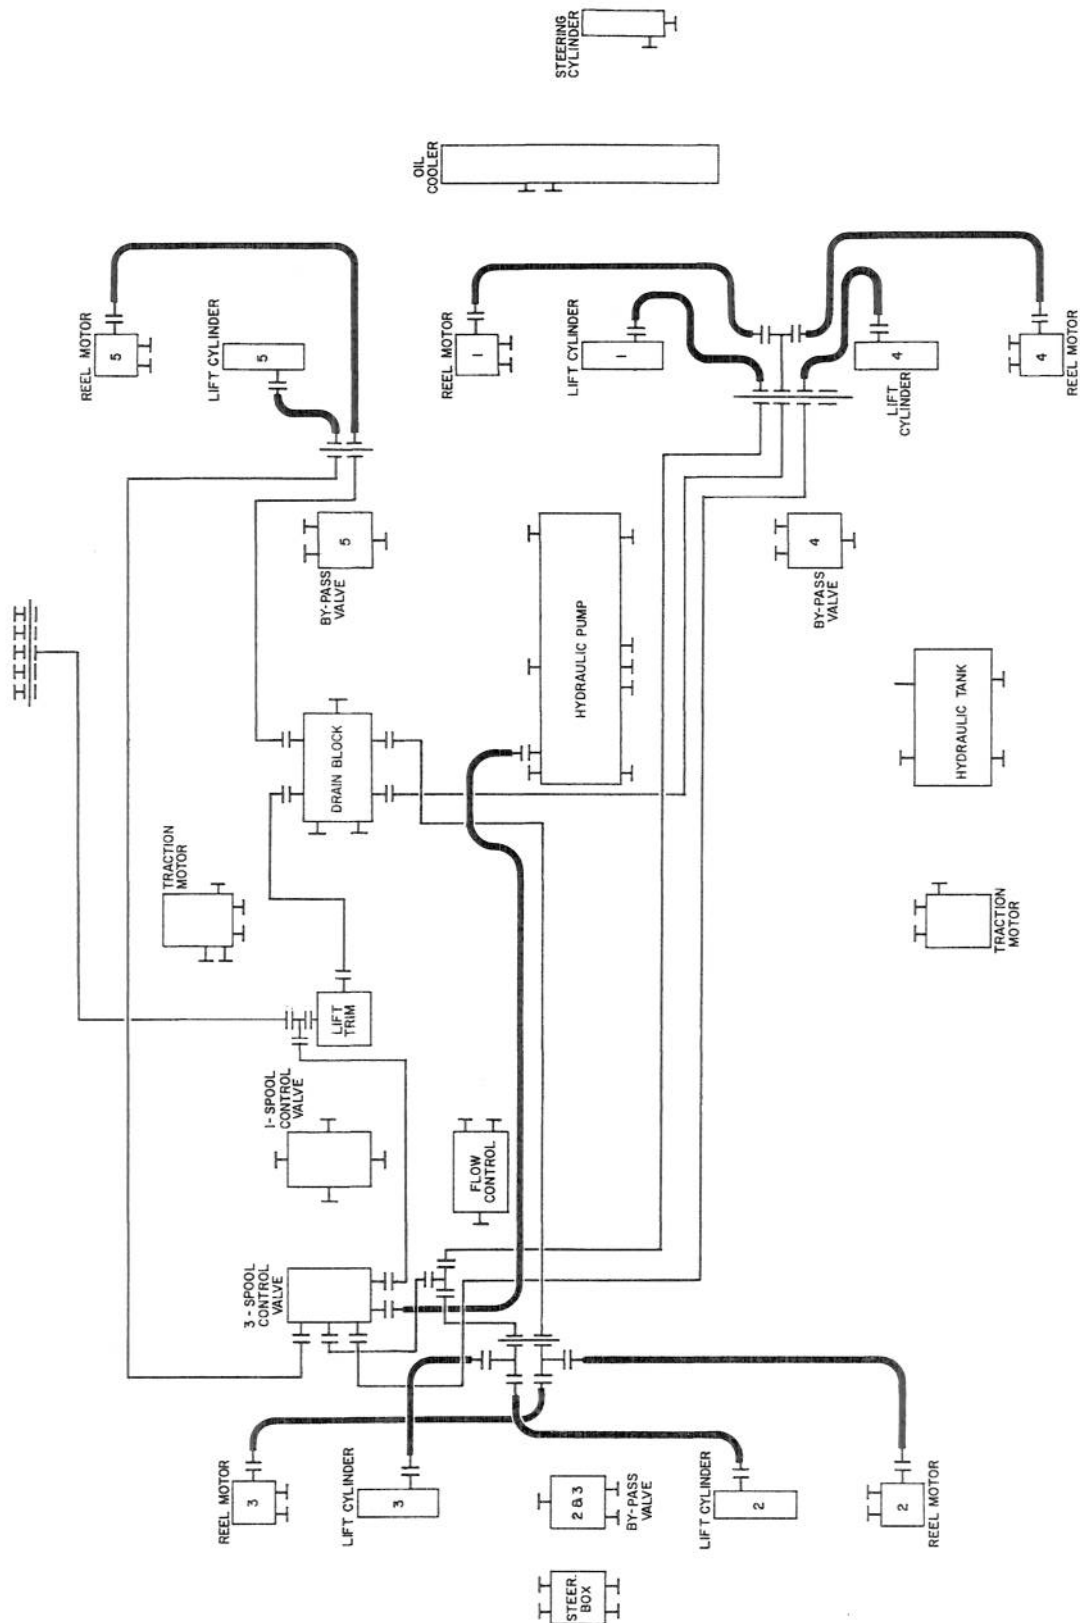 STEERING
CYLINDER
OIL
COOLER
REEL MOTOR
5
LIFT CYLINDER
5
REEL MOTOR
1
LIFT CYLINDER
1
4
LIFT
CYLINDER
4
REEL MOTOR
5
BY-PASS
VALVE
HYDRAULIC PUMP
4
BY-PASS
VALVE
DRAIN BLOCK
HYDRAULIC TANK
TRACTION
MOTOR
TRACTION
MOTOR
LIFT
TRIM
1-SPOOL
CONTROL
VALVE
FLOW
CONTROL
3-SPOOL
CONTROL
VALVE
REEL MOTOR
3
LIFT CYLINDER
3
2 & 3
BY-PASS
VALVE
LIFT CYLINDER
2
2
REEL MOTOR
STEER.
BOX